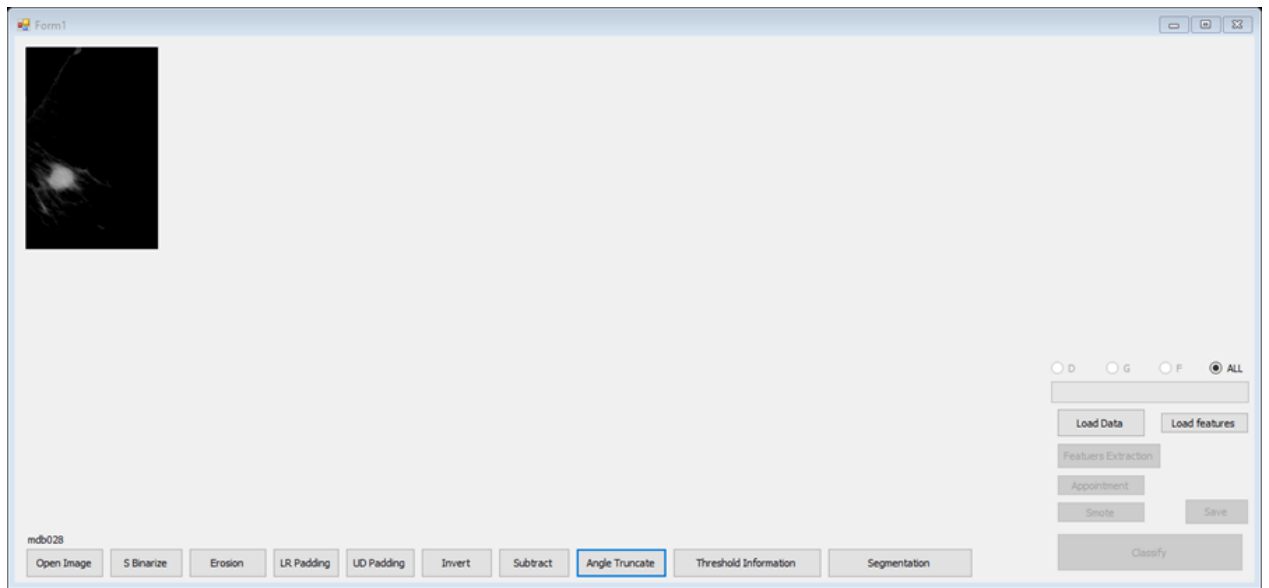 Form1
D G F ALL
Load Data Load features
Featuers Extraction
Appointment
Smote Save
mdb028
Classify
Open Image S Binarize Erosion LR Padding UD Padding Invert Subtract Angle Truncate Threshold Information Segmentation